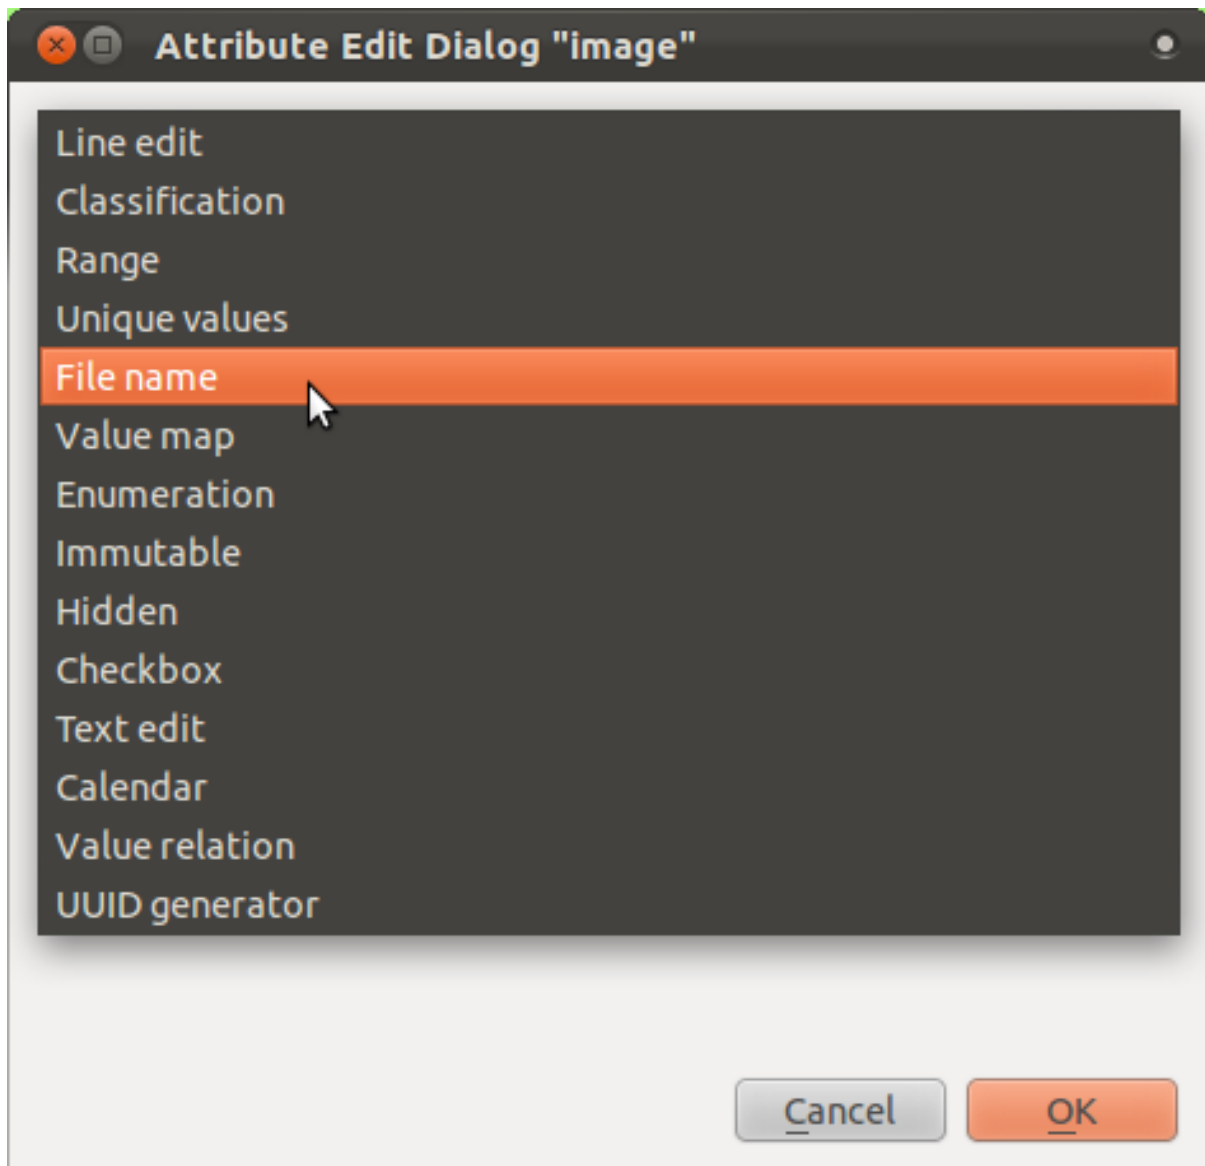 Attribute Edit Dialog "image"
Line edit
Classification
Range
Unique values
File name
Value map
Enumeration
Immutable
Hidden
Checkbox
Text edit
Calendar
Value relation
UUID generator
Cancel
OK